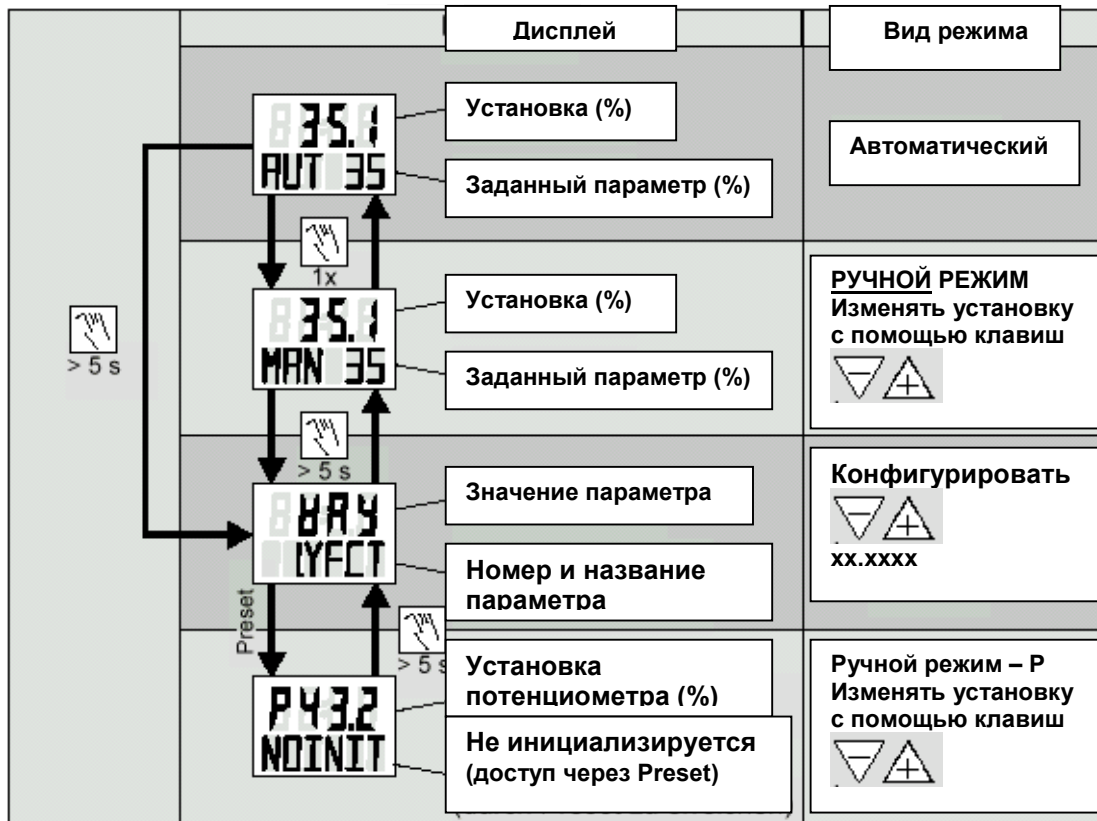 Дисплей
Вид режима
35.1
AUT 35
Установка (%)
Заданный параметр (%)
Автоматический
1x
35.1
MAN 35
Установка (%)
Заданный параметр (%)
РУЧНОЙ РЕЖИМ
Изменять установку
с помощью клавиш
> 5 s
> 5 s
WAY
1YFCT
Значение параметра
Номер и название
параметра
Конфигурировать
xx.xxxx
Preset
> 5 s
P43.2
NOINIT
Установка
потенциометра (%)
Не инициализируется
(доступ через Preset)
Ручной режим – P
Изменять установку
с помощью клавиш